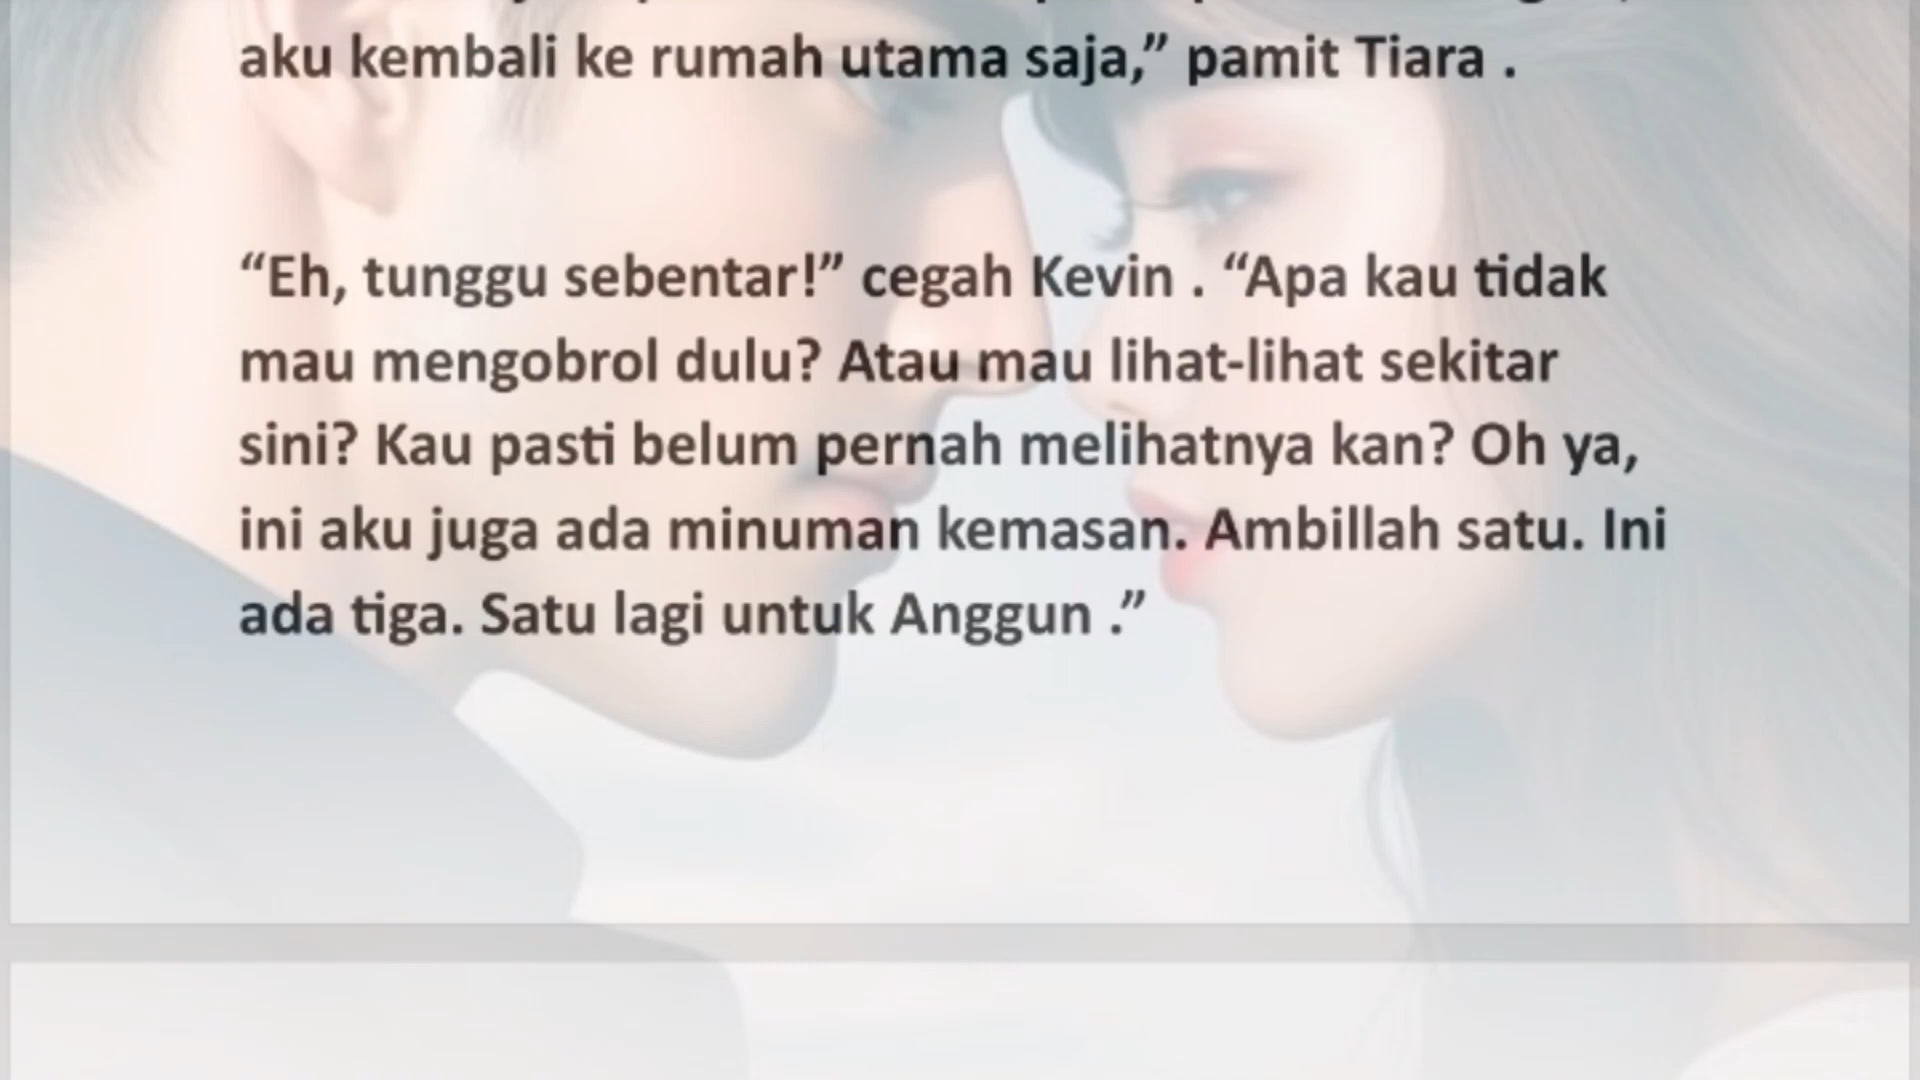 aku kembali ke rumah utama saja,” pamit Tiara .
“Eh, tunggu sebentar!” cegah Kevin . “Apa kau tidak
mau mengobrol dulu? Atau mau lihat-lihat sekitar
sini? Kau pasti belum pernah melihatnya kan? Oh ya,
ini aku juga ada minuman kemasan. Ambillah satu. Ini
ada tiga. Satu lagi untuk Anggun .”